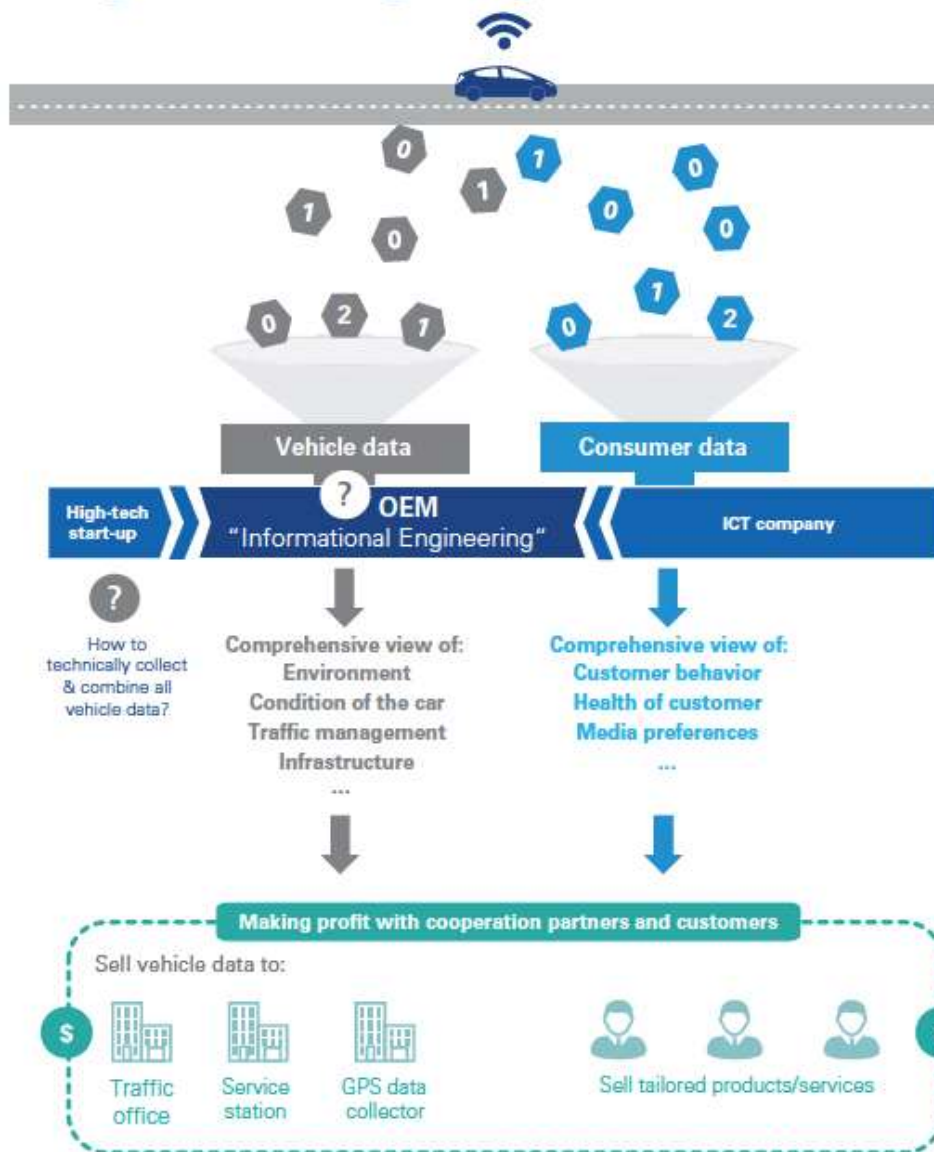 0
1
1
0
1
0
0
0
0
2
1
0
1
2
Vehicle data
Consumer data
High-tech
start-up
?
OEM
"Informational Engineering"
ICT company
?
How to
technically collect
& combine all
vehicle data?
Comprehensive view of:
Environment
Condition of the car
Traffic management
Infrastructure
...
Comprehensive view of:
Customer behavior
Health of customer
Media preferences
...
Making profit with cooperation partners and customers
Sell vehicle data to:
$
Traffic
office
Service
station
GPS data
collector
Sell tailored products/services